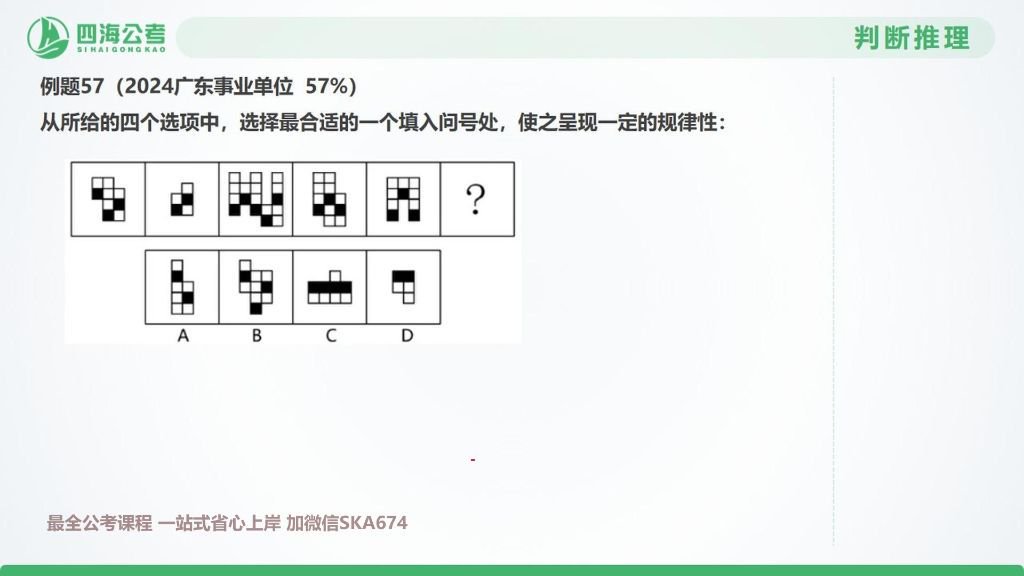 四海公考
SIHAIGONGKAO
判断推理
例题57（2024广东事业单位 57%）
从所给的四个选项中，选择最合适的一个填入问号处，使之呈现一定的规律性：
?
A B C D
最全公考课程 一站式省心上岸 加微信SKA674